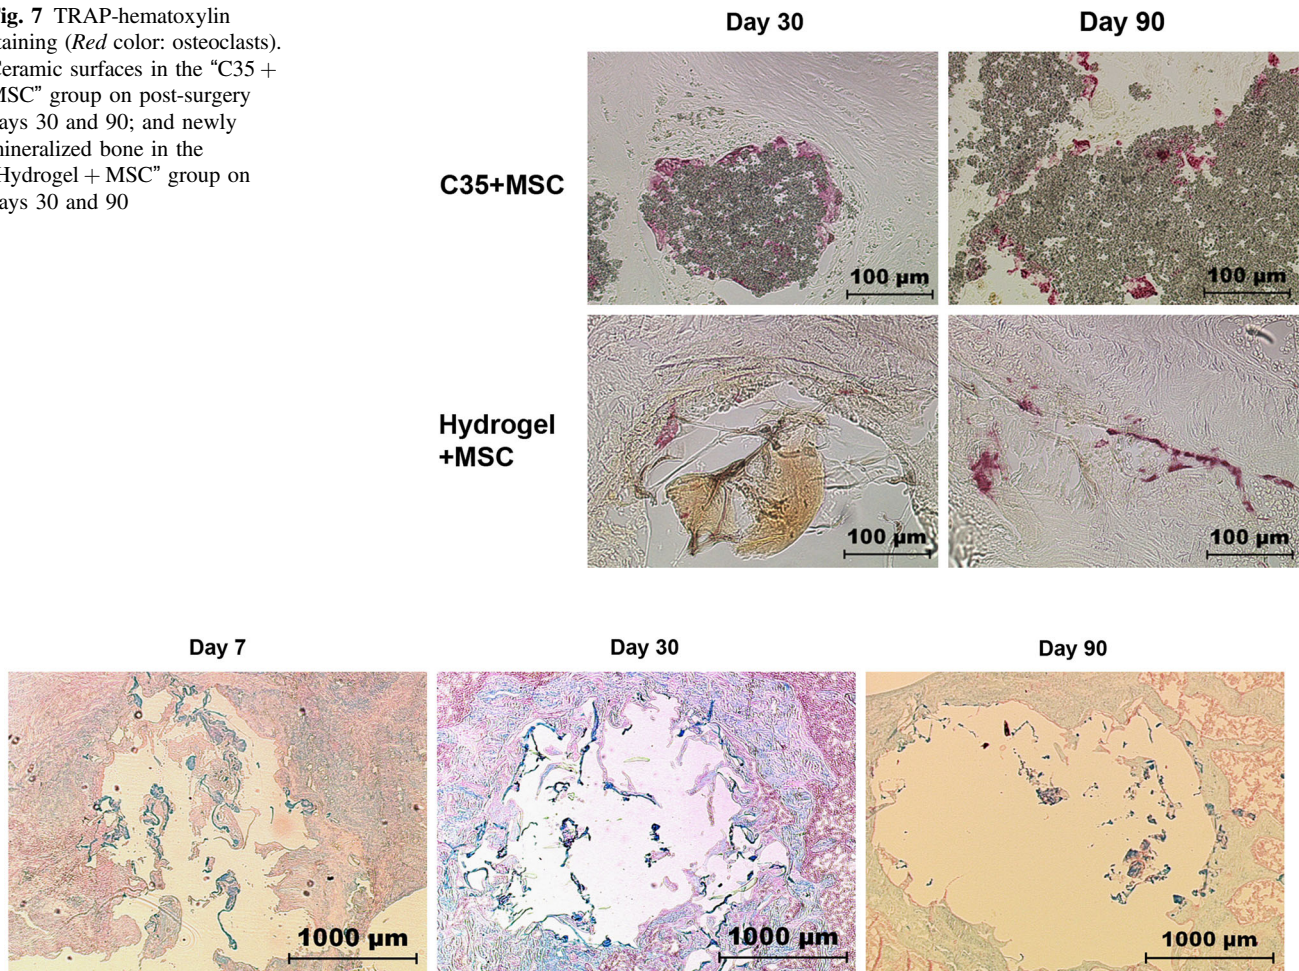 ig. 7 TRAP-hematoxylin
taining (Red color: osteoclasts).
Ceramic surfaces in the “C35 +
MSC” group on post-surgery
ays 30 and 90; and newly
mineralized bone in the
Hydrogel + MSC” group on
ays 30 and 90
Day 30 Day 90
C35+MSC
100 µm 100 µm
Hydrogel
+MSC
100 µm 100 µm
Day 7 Day 30 Day 90
1000 µm 1000 µm 1000 µm